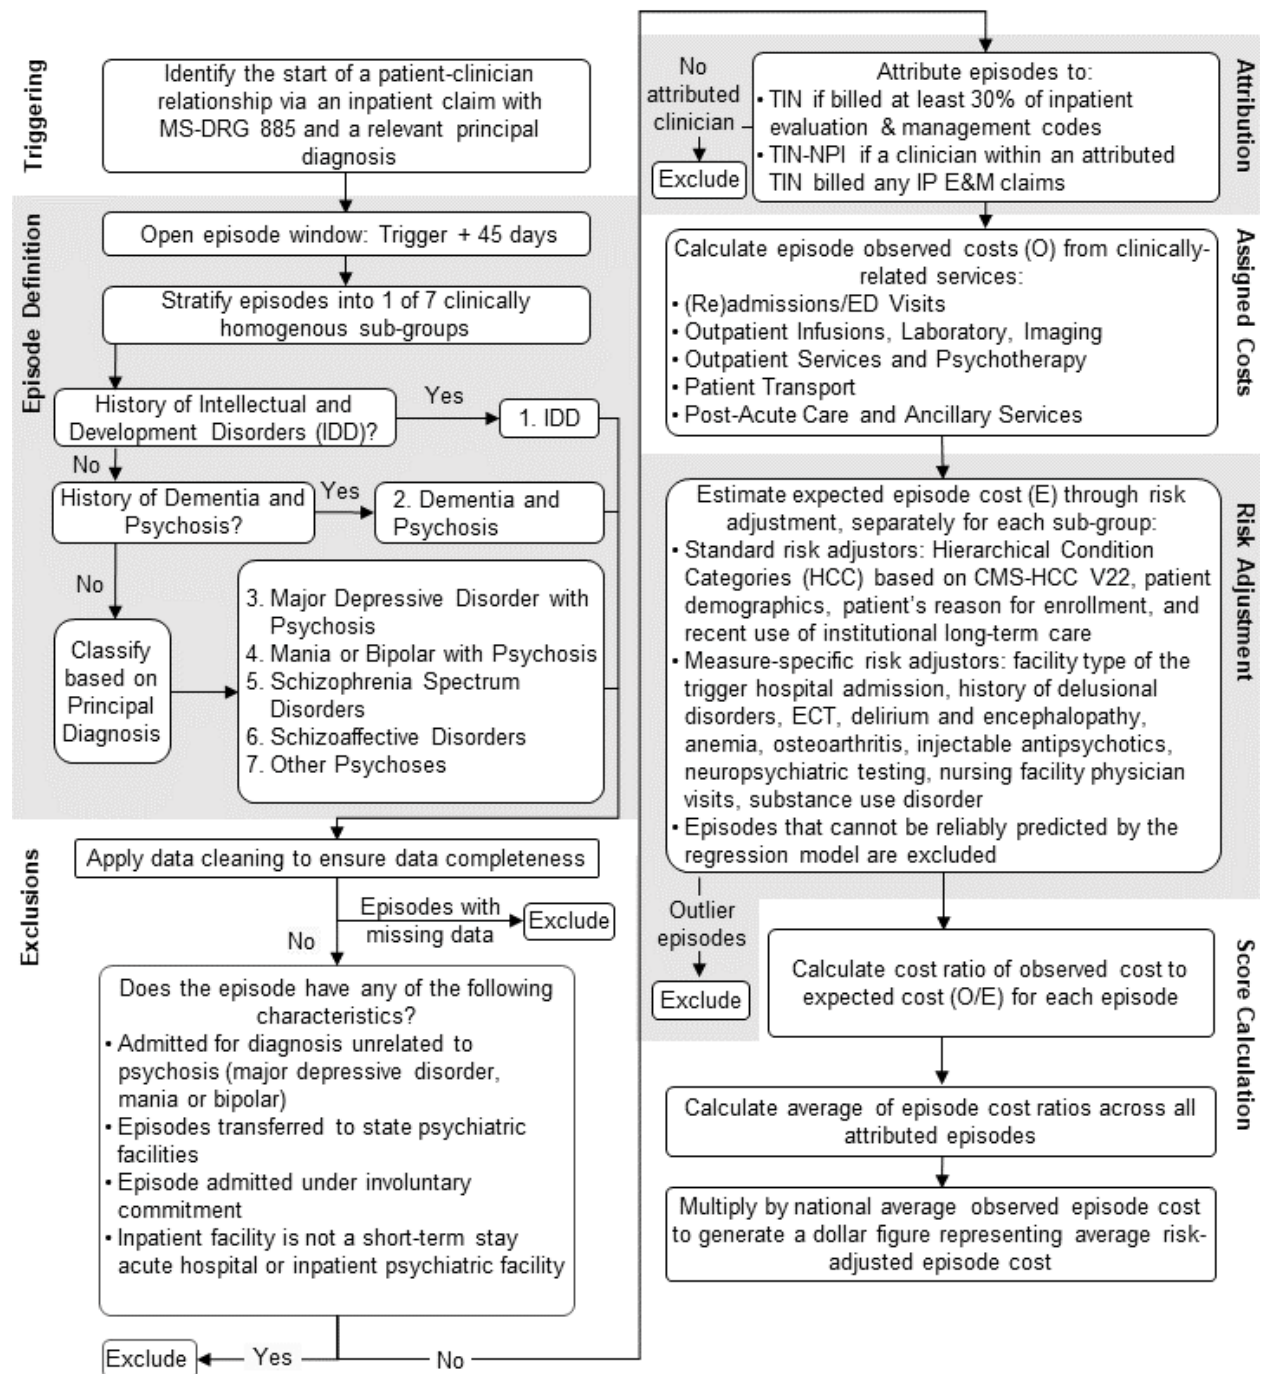 Triggering
Identify the start of a patient-clinician
relationship via an inpatient claim with
MS-DRG 885 and a relevant principal
diagnosis
Episode Definition
Open episode window: Trigger + 45 days
Stratify episodes into 1 of 7 clinically
homogenous sub-groups
History of Intellectual and
Development Disorders (IDD)?
Yes
1. IDD
No
History of Dementia and
Psychosis?
Yes
2. Dementia and
Psychosis
No
Classify
based on
Principal
Diagnosis
3. Major Depressive Disorder with
Psychosis
4. Mania or Bipolar with Psychosis
5. Schizophrenia Spectrum
Disorders
6. Schizoaffective Disorders
7. Other Psychoses
Exclusions
Apply data cleaning to ensure data completeness
Episodes with
missing data
Exclude
No
Does the episode have any of the following
characteristics?
• Admitted for diagnosis unrelated to
psychosis (major depressive disorder,
mania or bipolar)
• Episodes transferred to state psychiatric
facilities
• Episode admitted under involuntary
commitment
• Inpatient facility is not a short-term stay
acute hospital or inpatient psychiatric facility
Exclude
Yes
No
Attribution
No
attributed
clinician
Exclude
Attribute episodes to:
• TIN if billed at least 30% of inpatient
evaluation & management codes
• TIN-NPI if a clinician within an attributed
TIN billed any IP E&M claims
Assigned Costs
Calculate episode observed costs (O) from clinically-
related services:
• (Re)admissions/ED Visits
• Outpatient Infusions, Laboratory, Imaging
• Outpatient Services and Psychotherapy
• Patient Transport
• Post-Acute Care and Ancillary Services
Risk Adjustment
Estimate expected episode cost (E) through risk
adjustment, separately for each sub-group:
• Standard risk adjustors: Hierarchical Condition
Categories (HCC) based on CMS-HCC V22, patient
demographics, patient's reason for enrollment, and
recent use of institutional long-term care
• Measure-specific risk adjustors: facility type of the
trigger hospital admission, history of delusional
disorders, ECT, delirium and encephalopathy,
anemia, osteoarthritis, injectable antipsychotics,
neuropsychiatric testing, nursing facility physician
visits, substance use disorder
• Episodes that cannot be reliably predicted by the
regression model are excluded
Outlier
episodes
Exclude
Score Calculation
Calculate cost ratio of observed cost to
expected cost (O/E) for each episode
Calculate average of episode cost ratios across all
attributed episodes
Multiply by national average observed episode cost
to generate a dollar figure representing average risk-
adjusted episode cost